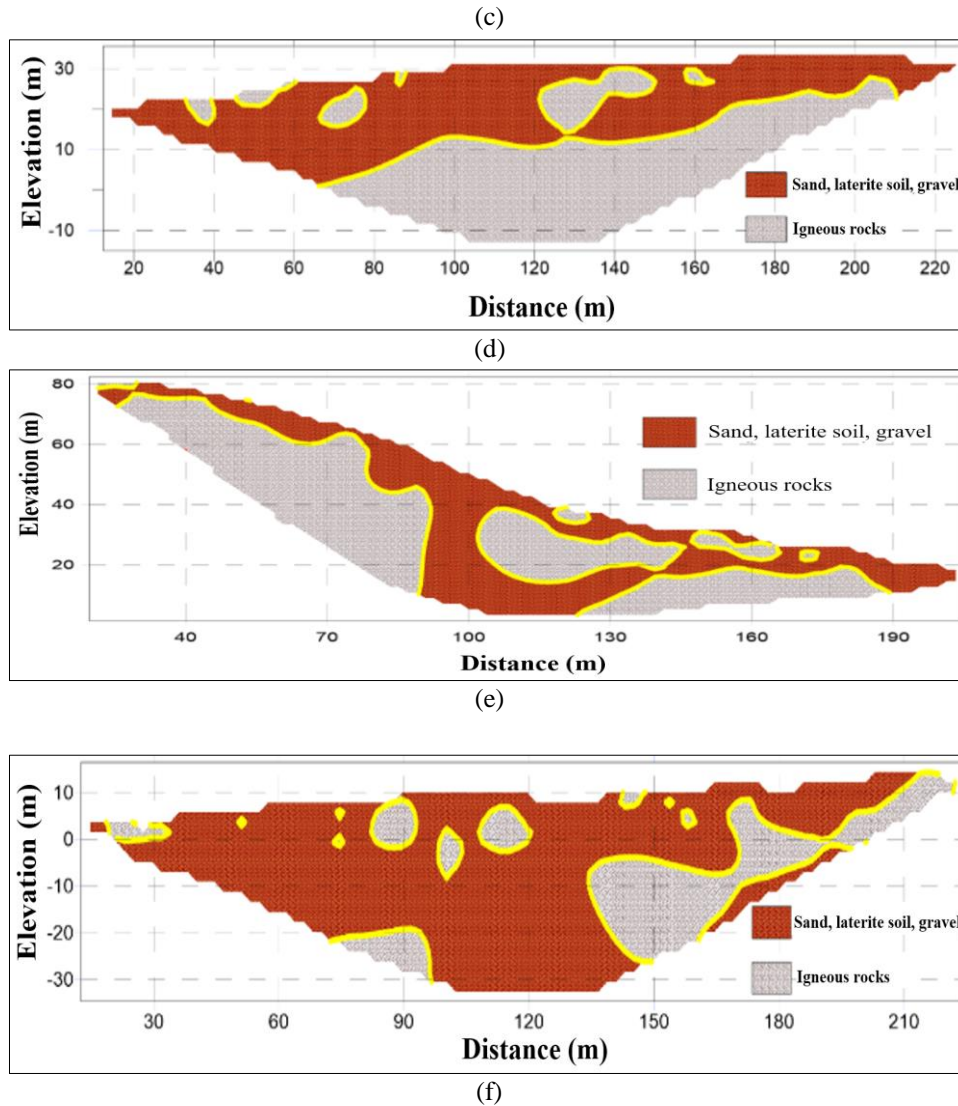 (c)
Elevation (m)
30
10
-10
Sand, laterite soil, gravel
Igneous rocks
20 40 60 80 100 120 140 160 180 200 220
Distance (m)
(d)
Elevation (m)
80
60
40
20
Sand, laterite soil, gravel
Igneous rocks
40 70 100 130 160 190
Distance (m)
(e)
Elevation (m)
10
0
-10
-20
-30
Sand, laterite soil, gravel
Igneous rocks
30 60 90 120 150 180 210
Distance (m)
(f)